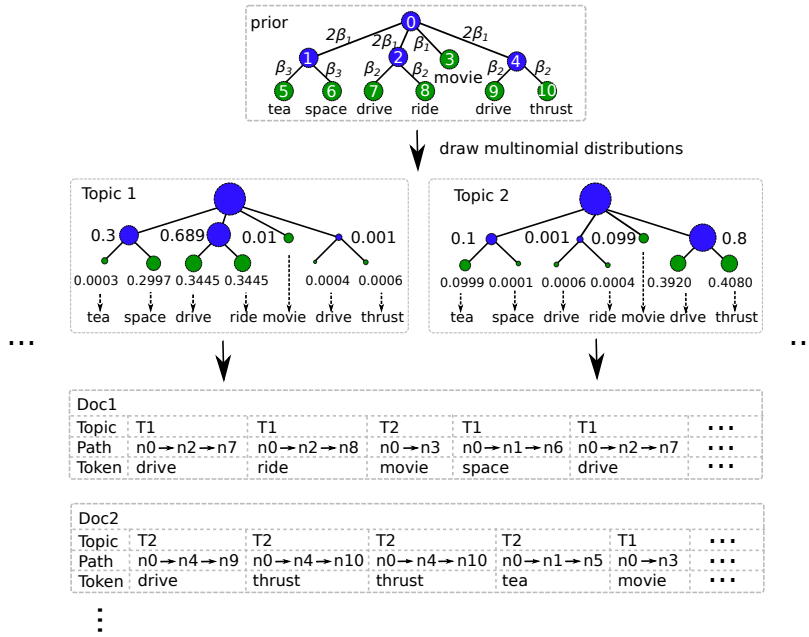 prior
0
2β₁ 2β₁ β₁ 2β₁
1 2 3 4
movie
β₃ β₃ β₂ β₂ β₂ β₂
5 6 7 8 9 10
tea space drive ride drive thrust
draw multinomial distributions
Topic 1
0.3 0.689 0.01 0.001
0.0003 0.2997 0.3445 0.3445 0.0004 0.0006
tea space drive ride movie drive thrust
Topic 2
0.1 0.001 0.099 0.8
0.0999 0.0001 0.0006 0.0004 0.3920 0.4080
tea space drive ride movie drive thrust
... ..
Doc1
Topic T1 T1 T2 T1 T1 ...
Path n0→n2→n7 n0→n2→n8 n0→n3 n0→n1→n6 n0→n2→n7 ...
Token drive ride movie space drive ...
Doc2
Topic T2 T2 T2 T2 T1 ...
Path n0→n4→n9 n0→n4→n10 n0→n4→n10 n0→n1→n5 n0→n3 ...
Token drive thrust thrust tea movie ...
⋮